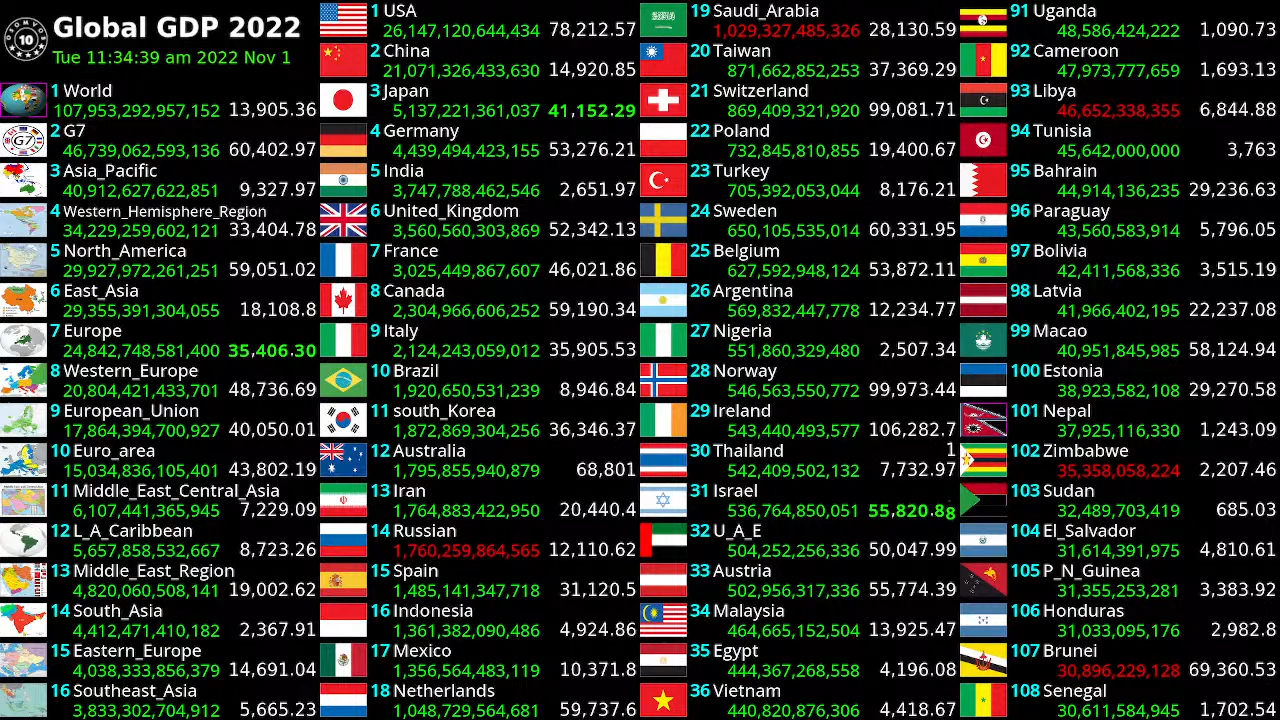 Global GDP 2022
Tue 11:34:39 am 2022 Nov 1
10
1 World
107,953,292,957,152 13,805.36
2 G7
G7
46,739,062,593,136 60,402.97
3 Asia_Pacific
40,912,627,622,851 9,327.97
4 Western_Hemisphere_Region
34,229,259,602,121 33,404.78
5 North_America
29,927,972,261,251 59,051.82
6 East_Asia
29,355,391,304,055 18,108.8
7 Europe
24,842,748,581,400 35,406.30
8 Western_Europe
20,804,421,433,701 48,736.69
9 European_Union
17,864,394,700,927 40,050.51
10 Euro_area
15,034,836,105,401 43,822.19
11 Middle_East_Central_Asia
6,107,441,365,945 7,229.09
12 L_A_Caribbean
5,657,858,532,667 8,722.26
13 Middle_East_Region
4,820,060,508,141 19,002.62
14 South_Asia
4,412,471,410,182 2,283.21
15 Eastern_Europe
4,038,333,856,379 14,621.04
16 Southeast_Asia
3,833,302,704,912 5,663.33
1 USA
26,147,120,644,434 78,212.57
2 China
21,071,326,433,630 14,920.85
3 Japan
5,137,221,361,037 41,152.29
4 Germany
4,439,494,423,155 53,276.21
5 India
3,747,788,462,546 2,651.97
6 United_Kingdom
3,560,560,303,869 52,342.13
7 France
3,025,449,867,607 46,021.86
8 Canada
2,304,966,606,252 59,190.34
9 Italy
2,124,243,059,012 35,905.53
10 Brazil
1,920,650,531,239 8,946.84
11 south_Korea
1,872,869,304,256 36,346.37
12 Australia
1,795,855,940,879 68,801
13 Iran
1,764,883,422,950 20,440.4
14 Russian
1,760,259,864,565 12,110.62
15 Spain
1,485,141,347,718 31,120.5
16 Indonesia
1,361,382,090,486 4,924.86
17 Mexico
1,356,564,483,119 10,371.8
18 Netherlands
1,048,729,564,681 59,737.6
19 Saudi_Arabia
1,029,327,485,326 28,130.59
20 Taiwan
871,662,852,253 37,369.29
21 Switzerland
869,409,321,920 99,081.71
22 Poland
732,845,810,855 19,400.67
23 Turkey
705,392,053,044 8,176.21
24 Sweden
650,105,535,014 60,331.95
25 Belgium
627,592,948,124 53,872.11
26 Argentina
569,832,447,778 12,234.77
27 Nigeria
551,860,329,480 2,507.34
28 Norway
546,563,550,772 99,973.44
29 Ireland
543,440,493,577 106,282.7
1
30 Thailand
542,409,502,132 7,732.97
31 Israel
536,764,850,051 55,820.88
32 U_A_E
504,252,256,336 50,047.99
33 Austria
502,956,317,336 55,774.39
34 Malaysia
464,665,152,504 13,925.47
35 Egypt
444,367,268,558 4,196.65
36 Vietnam
440,820,876,306 4,418.67
91 Uganda
48,586,424,222 1,090.73
92 Cameroon
47,973,777,659 1,693.13
93 Libya
46,652,338,355 6,844.88
94 Tunisia
45,642,000,000 3,763
95 Bahrain
44,914,136,235 29,236.63
96 Paraguay
43,560,583,914 5,796.05
97 Bolivia
42,411,568,336 3,515.19
98 Latvia
41,966,402,195 22,237.08
99 Macao
40,951,845,985 58,124.94
100 Estonia
38,923,582,108 29,270.58
101 Nepal
37,925,116,330 1,243.09
102 Zimbabwe
35,358,058,224 2,207.46
103 Sudan
32,489,703,419 685.03
104 El_Salvador
31,614,391,975 4,810.61
105 P_N_Guinea
31,355,253,281 3,383.92
106 Honduras
31,033,095,176 2,992.8
107 Brunei
30,896,229,128 69,360.53
108 Senegal
30,611,584,945 1,702.54